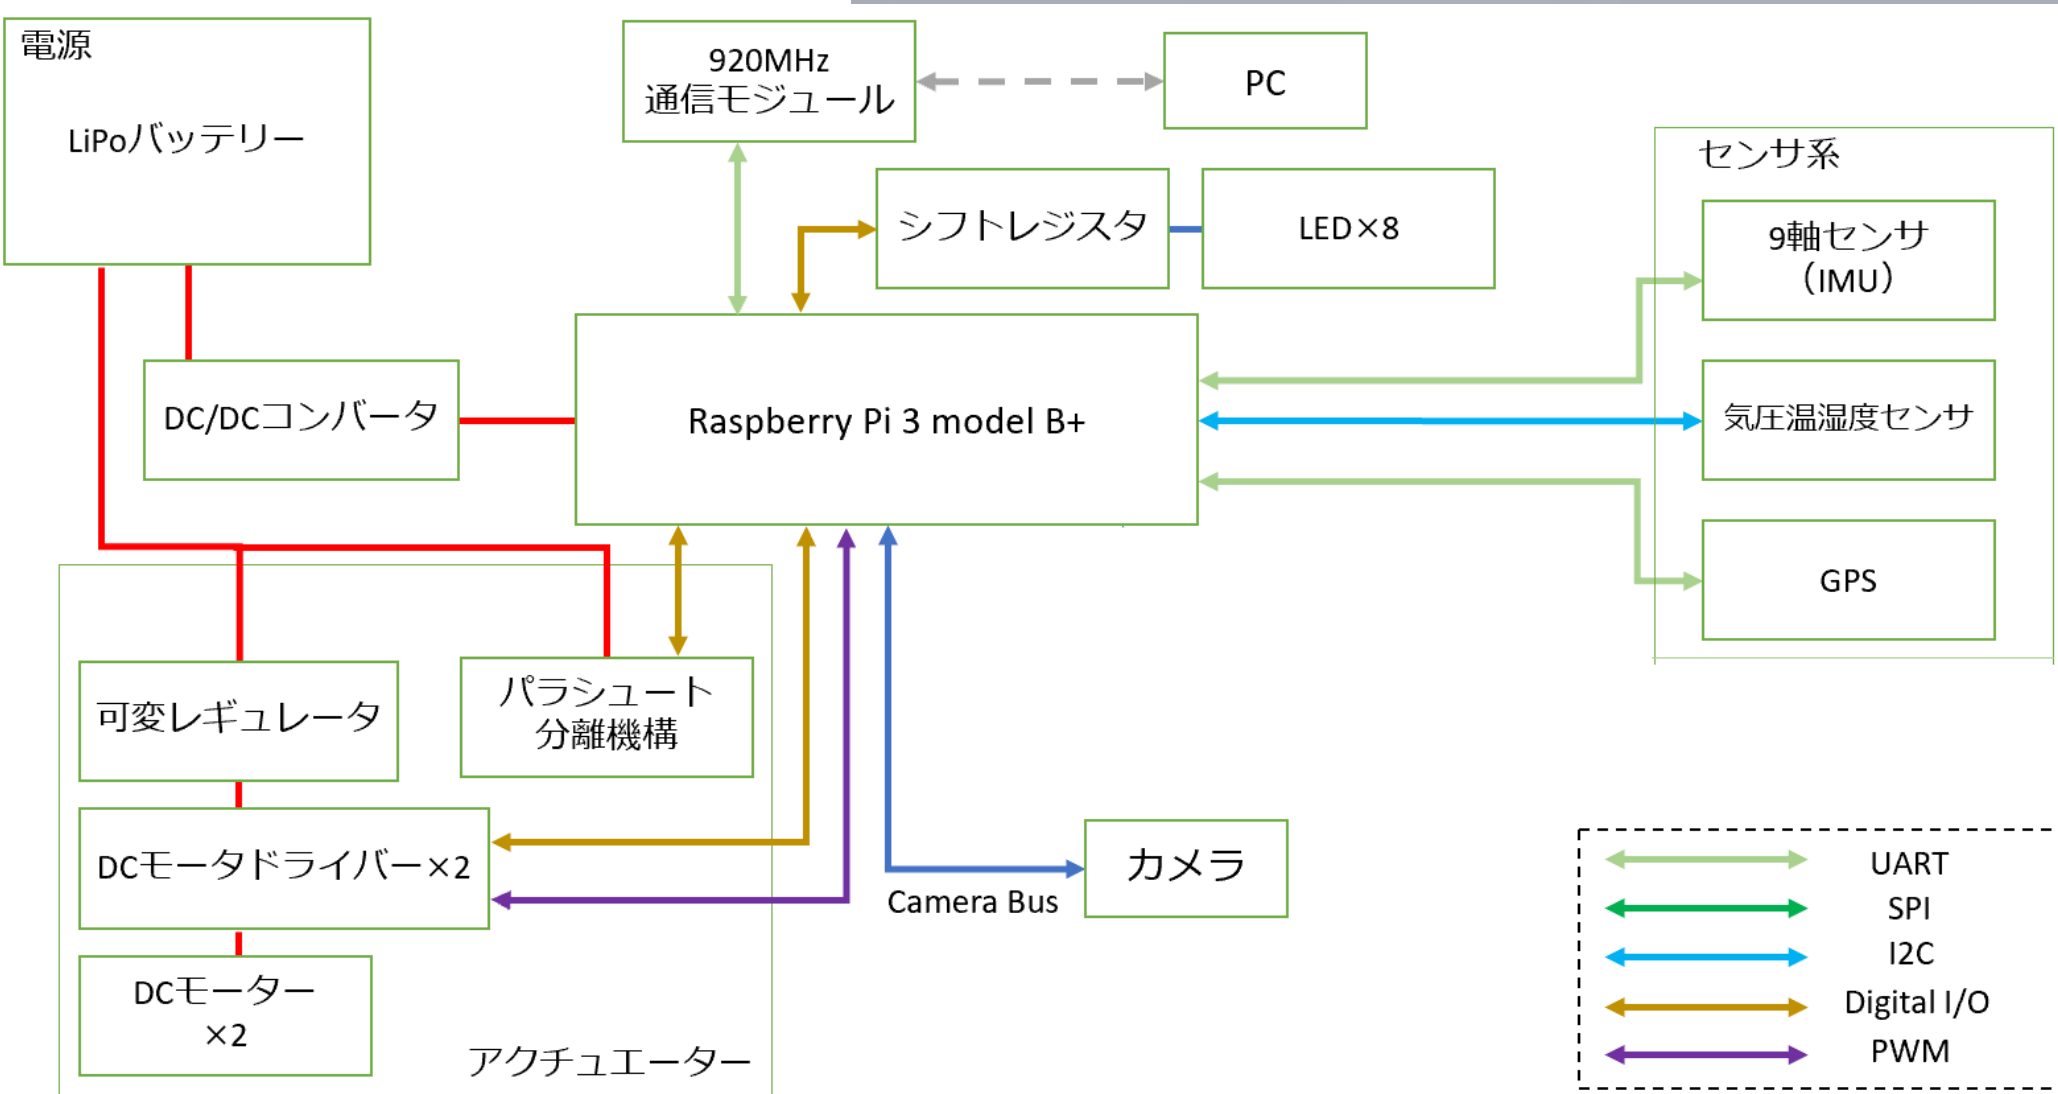 電源
LiPoバッテリー
920MHz
通信モジュール
PC
シフトレジスタ
LED×8
センサ系
9軸センサ
（IMU）
DC/DCコンバータ
Raspberry Pi 3 model B+
気圧温湿度センサ
GPS
可変レギュレータ
パラシュート
分離機構
DCモータドライバー×2
カメラ
Camera Bus
DCモーター
×2
アクチュエーター
UART
SPI
I2C
Digital I/O
PWM